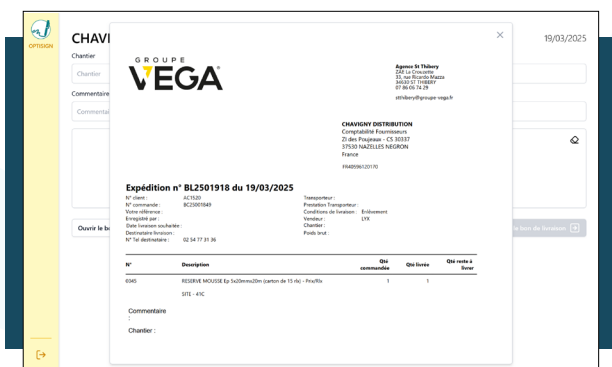 OPTISIGN
CHAVI
19/03/2025
Chantier
Chantier
Commentaire
Commentai
Ouvrir le b
le bon de livraison
×
GROUPE
VEGA
Agence St Thibery
ZAE La Crouzette
33, rue Ricardo Mazza
34630 ST THIBERY
07 86 06 74 29
stthibery@groupe-vega.fr
CHAVIGNY DISTRIBUTION
Comptabilité Fournisseurs
ZI des Poujeaux - CS 30337
37530 NAZELLES NEGRON
France
FR40596120170
Expédition n° BL2501918 du 19/03/2025
N° client : AC1520
N° commande : BC25001849
Votre référence :
Enregistré par :
Date livraison souhaitée :
Destinataire livraison :
N° Tel destinataire : 02 54 77 31 36
Transporteur :
Prestation Transporteur :
Conditions de livraison : Enlèvement
Vendeur : LYX
Chantier :
Poids brut :
N° Description Qté commandée Qté livrée Qté reste à livrer
0345 RESERVE MOUSSE Ep 5x20mmx20m (carton de 15 rlx) - Prix/Rlx 1 1
SITE - 41C
Commentaire
:
Chantier :